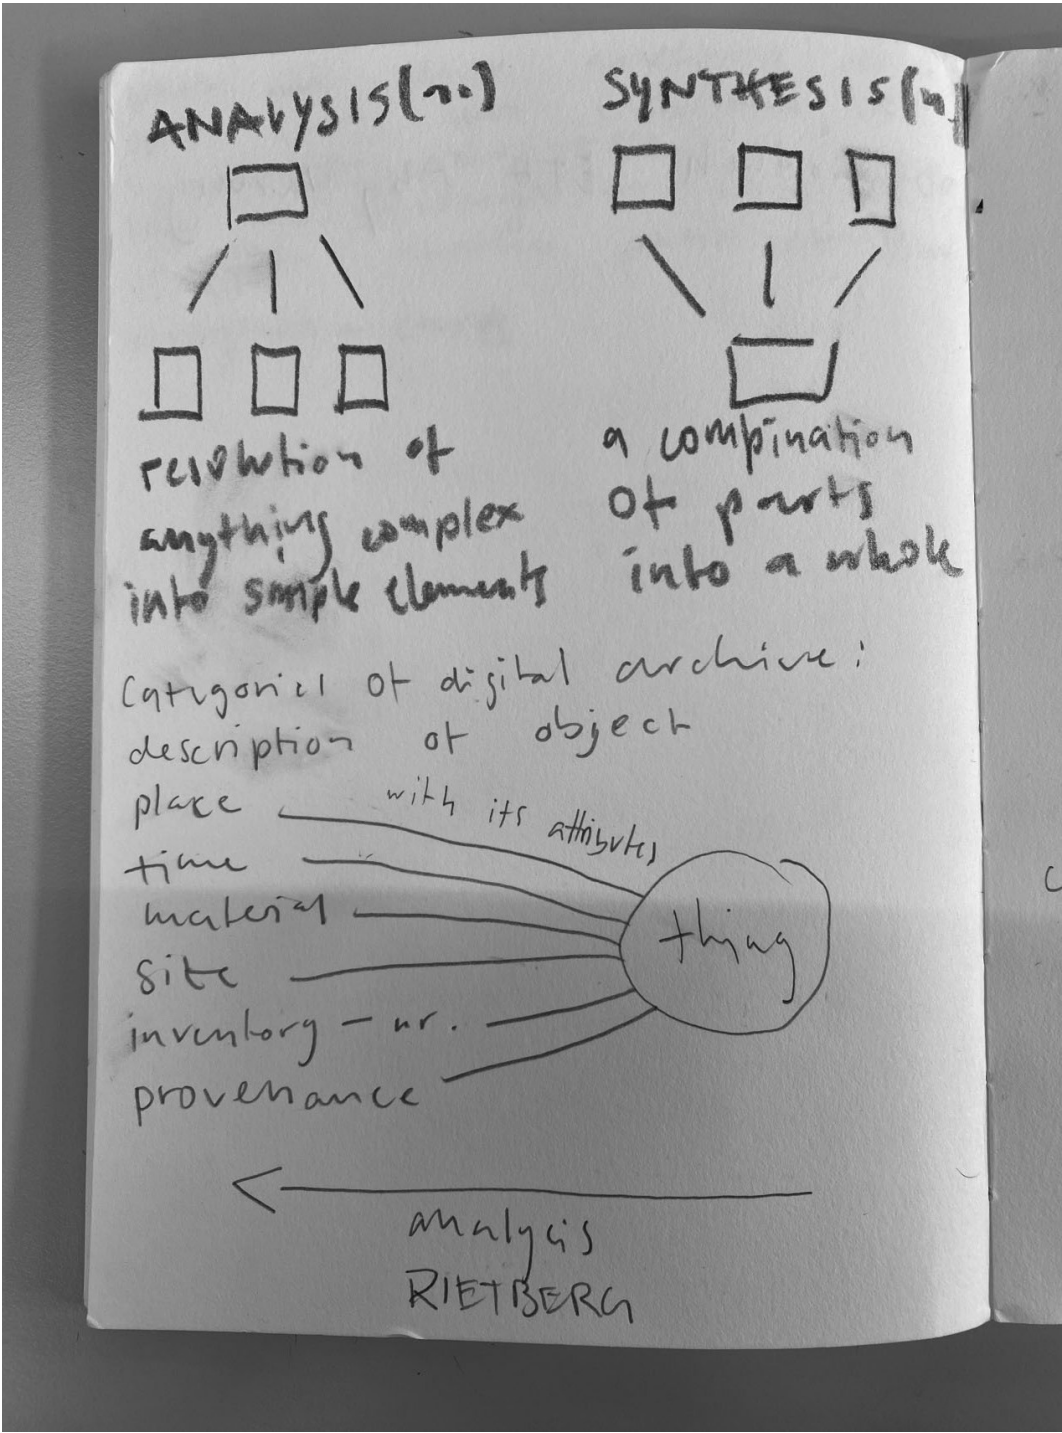 ANALYSIS (n.)
SYNTHESIS (n.
resolution of
anything complex
into simple elements
a compination
of parts
into a whole
Categories of digital archive:
description of object
place
with its attributes
time
material
thing
site
inventory - nr.
provenance
analysis
RIETBERG